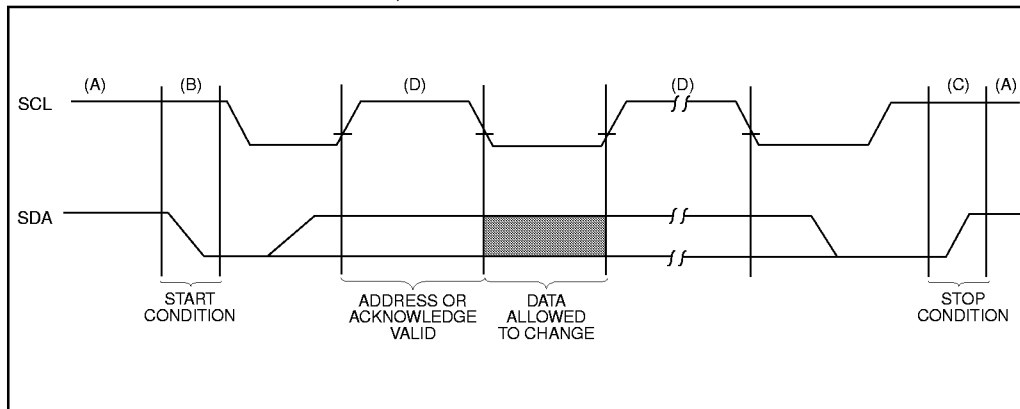 (A) (B) (D) (D) (C) (A)
SCL
SDA
START
CONDITION
ADDRESS OR
ACKNOWLEDGE
VALID
DATA
ALLOWED
TO CHANGE
STOP
CONDITION